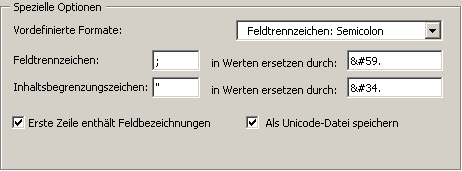 Spezielle Optionen
Vordefinierte Formate: Feldtrennzeichen: Semicolon
Feldtrennzeichen: ; in Werten ersetzen durch: &#59.
Inhaltsbegrenzungszeichen: " in Werten ersetzen durch: &#34.
Erste Zeile enthält Feldbezeichnungen Als Unicode-Datei speichern